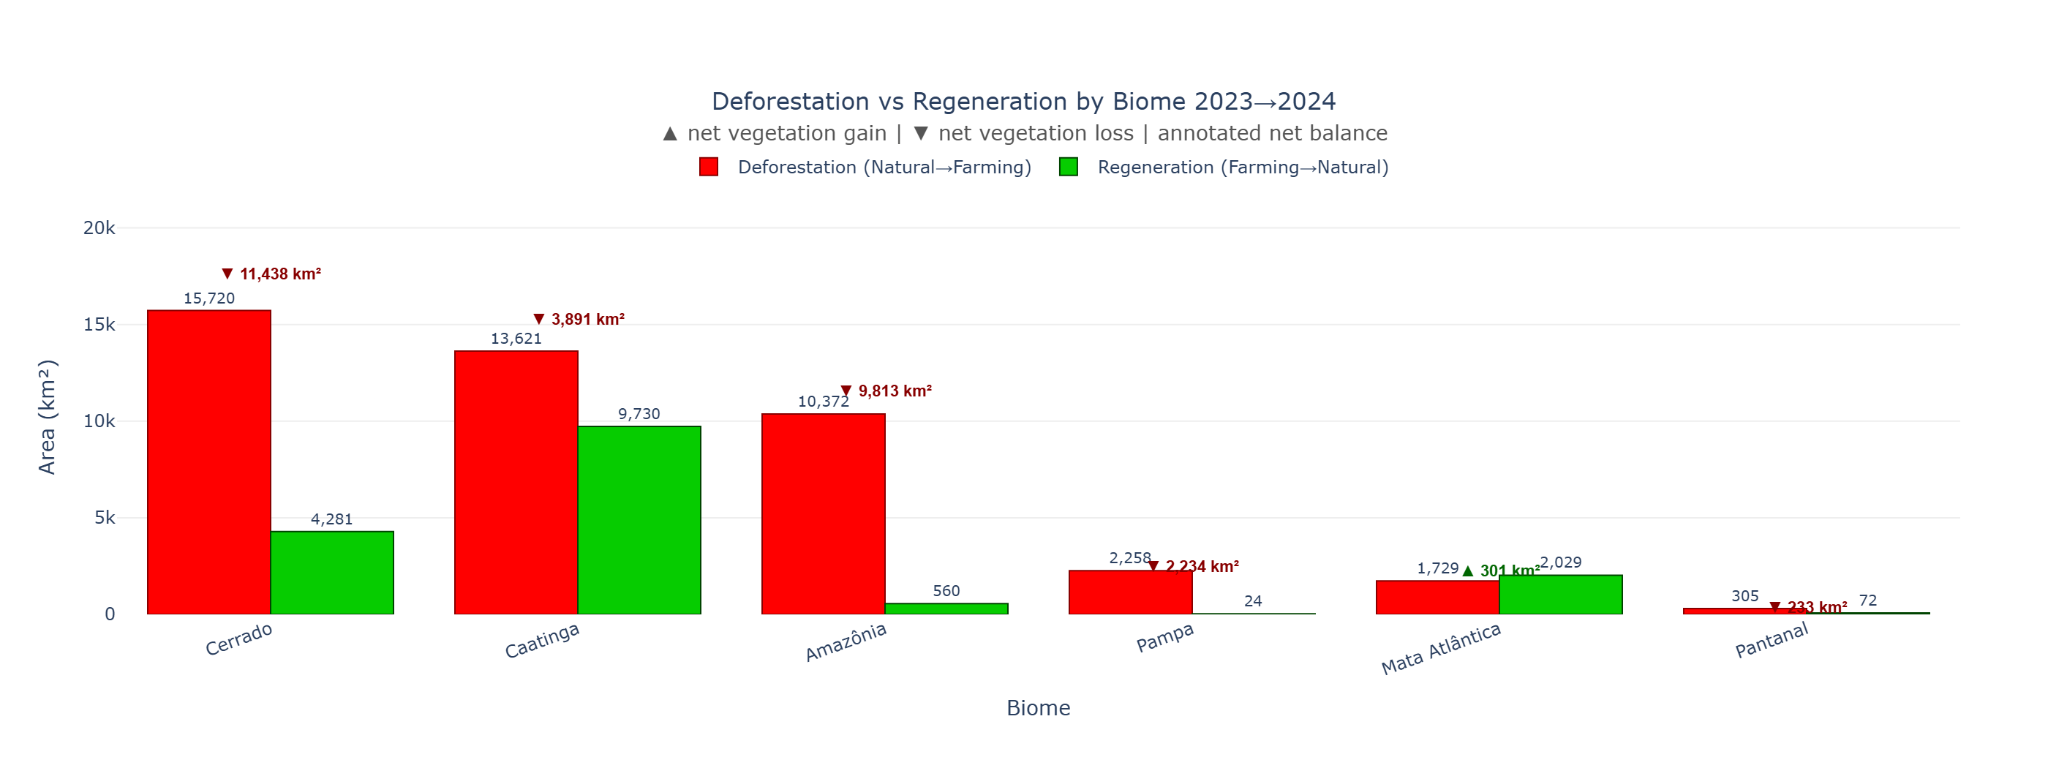 Deforestation vs Regeneration by Biome 2023→2024
▲ net vegetation gain | ▼ net vegetation loss | annotated net balance
Deforestation (Natural→Farming) Regeneration (Farming→Natural)
Area (km²)
20k
15k
10k
5k
0
▼ 11,438 km²
15,720
4,281
▼ 3,891 km²
13,621
9,730
▼ 9,813 km²
10,372
560
2,258
▼ 2,234 km²
24
1,729
▲ 301 km²
2,029
305
▼ 233 km²
72
Cerrado
Caatinga
Amazônia
Pampa
Mata Atlântica
Pantanal
Biome